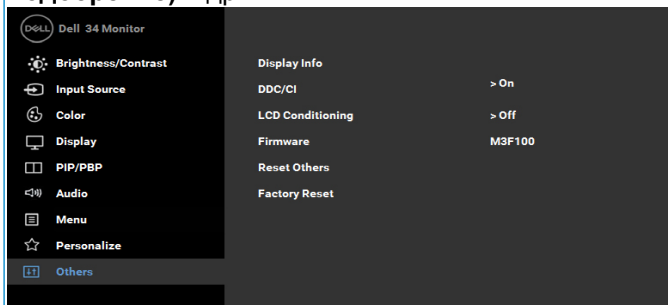 DELL Dell 34 Monitor
Brightness/Contrast Display Info
Input Source DDC/CI > On
Color LCD Conditioning > Off
Display Firmware M3F100
PIP/PBP Reset Others
Audio Factory Reset
Menu
Personalize
Others